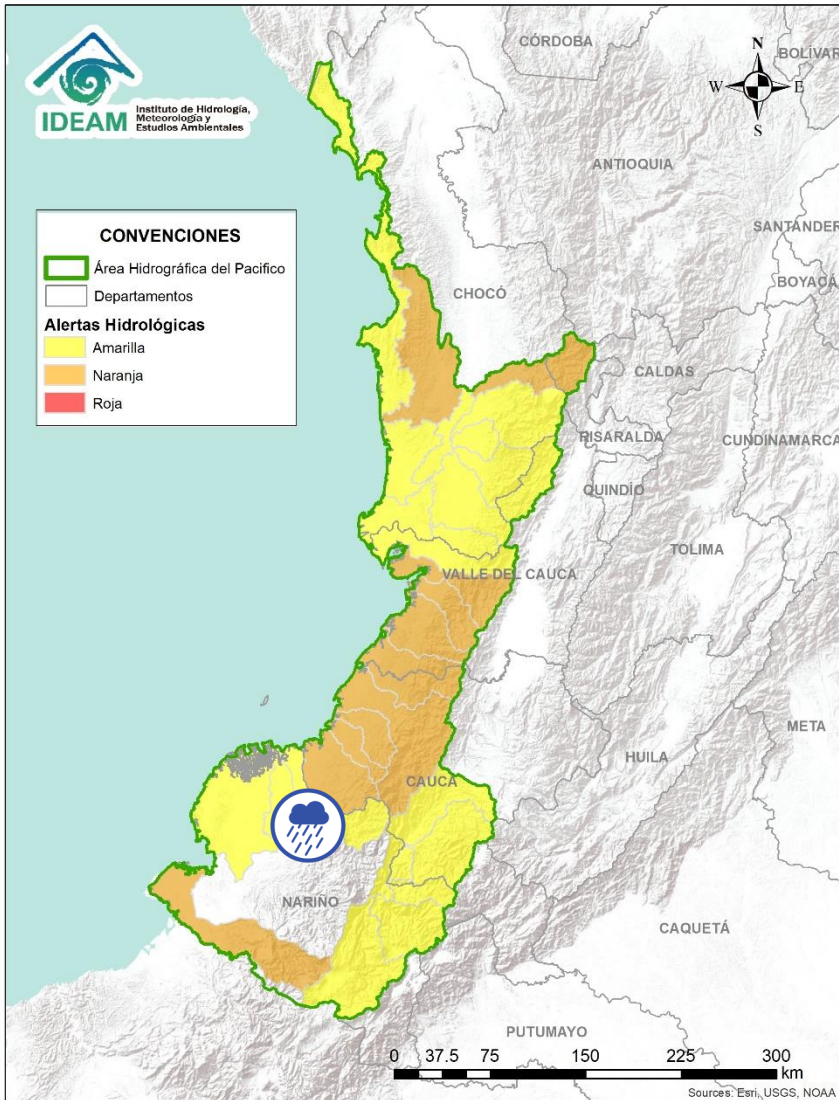 IDEAM
Instituto de Hidrología,
Meteorología y
Estudios Ambientales
N
W
E
S
CÓRDOBA
BOLÍVAR
ANTIOQUIA
SANTANDER
BOYACÁ
CHOCÓ
CALDAS
RISARALDA
CUNDINAMARCA
QUINDÍO
TOLIMA
VALLE DEL CAUCA
META
HUILA
CAUCA
NARIÑO
CAQUETÁ
PUTUMAYO
CONVENCIONES
Área Hidrográfica del Pacifico
Departamentos
Alertas Hidrológicas
Amarilla
Naranja
Roja
0 37.5 75 150 225 300
km
Sources: Esri, USGS, NOAA